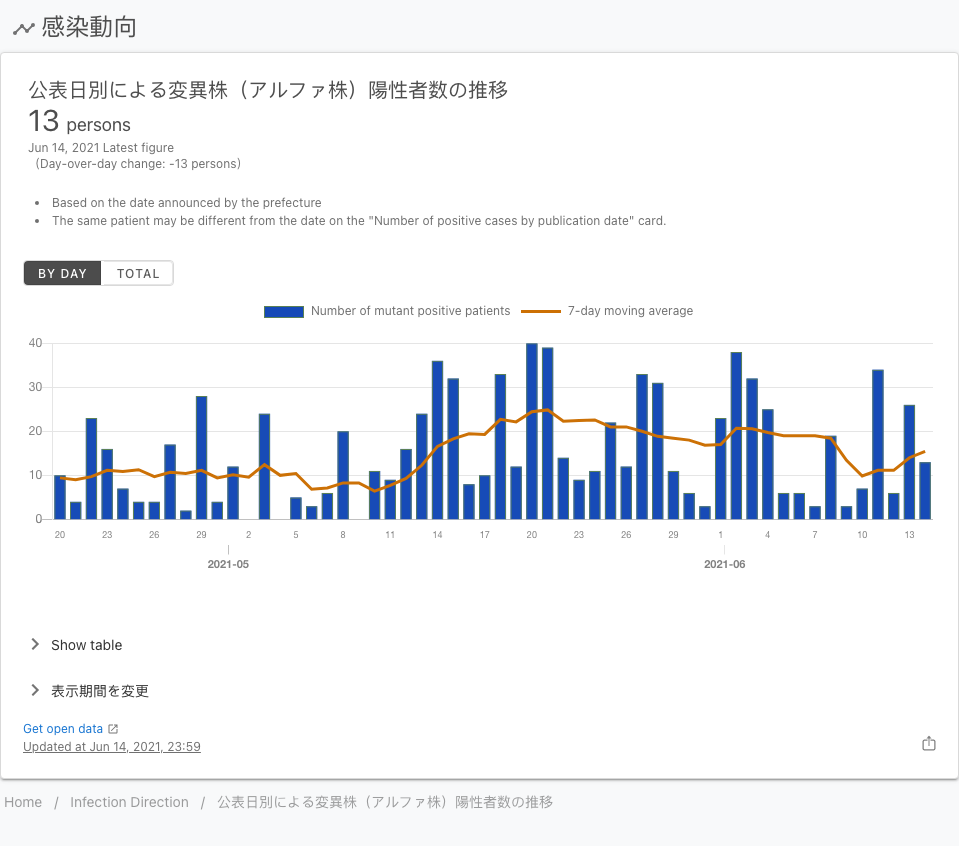 感染動向
公表日別による変異株（アルファ株）陽性者数の推移
13 persons
Jun 14, 2021 Latest figure
（Day-over-day change: -13 persons)
• Based on the date announced by the prefecture
• The same patient may be different from the date on the "Number of positive cases by publication date" card.
BY DAY TOTAL
Number of mutant positive patients 7-day moving average
40
30
20
10
0
20 23 26 29 2 5 8 11 14 17 20 23 26 29 1 4 7 10 13
2021-05 2021-06
Show table
表示期間を変更
Get open data
Updated at Jun 14, 2021, 23:59
Home / Infection Direction / 公表日別による変異株（アルファ株）陽性者数の推移